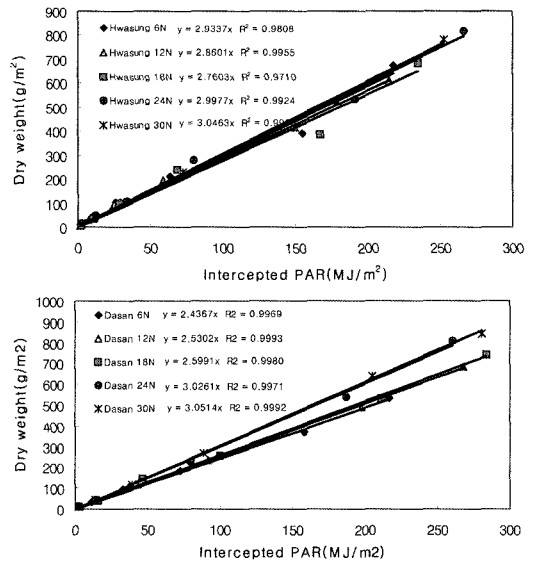 900
800
700
600
500
400
300
200
100
0
Dry weight(g/m²)
Hwasung 6N y = 2.9337x R² = 0.9808
Hwasung 12N y = 2.8601x R² = 0.9955
Hwasung 18N y = 2.7603x R² = 0.9710
Hwasung 24N y = 2.9977x R² = 0.9924
Hwasung 30N y = 3.0463x R²
0 50 100 150 200 250 300
Intercepted PAR(MJ/m²)
1000
900
800
700
600
500
400
300
200
100
0
Dry weight(g/m2)
Dasan 6N y = 2.4367x R2 = 0.9969
Dasan 12N y = 2.5302x R2 = 0.9993
Dasan 18N y = 2.5991x R2 = 0.9980
Dasan 24N y = 3.0261x R2 = 0.9971
Dasan 30N y = 3.0514x R2 = 0.9992
0 50 100 150 200 250 300
Intercepted PAR(MJ/m2)